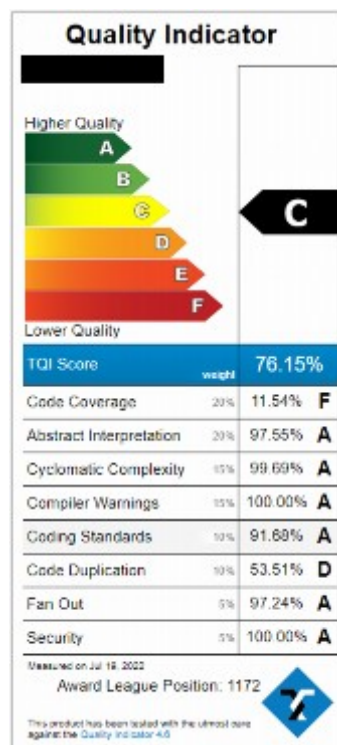 Quality Indicator
Higher Quality
A
B
C
C
D
E
F
Lower Quality
TQI Score weight 76.15%
Code Coverage 20% 11.54% F
Abstract Interpretation 20% 97.55% A
Cyclomatic Complexity 15% 99.69% A
Compiler Warnings 15% 100.00% A
Coding Standards 10% 91.68% A
Code Duplication 10% 53.51% D
Fan Out 5% 97.24% A
Security 5% 100.00% A
Measured on Jul 19, 2022
Award League Position: 1172
This product has been tested with the utmost care
against the Quality Indicator 4.6